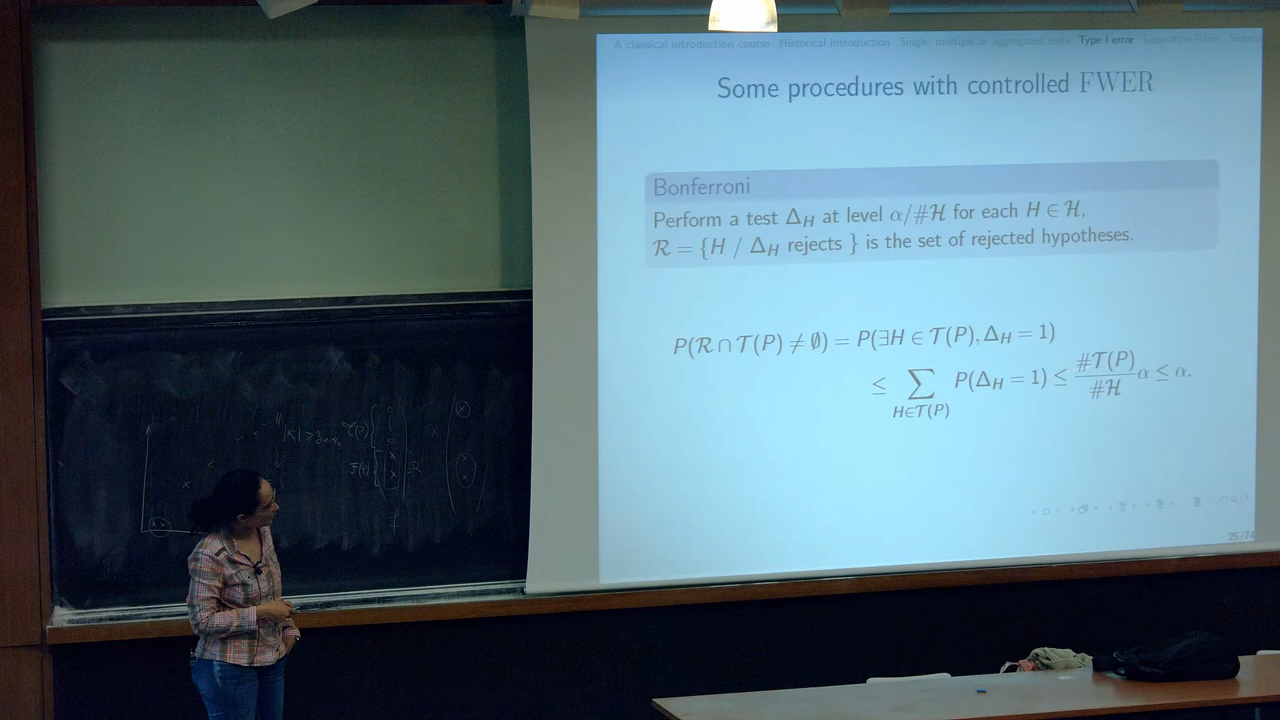 A classical introduction course Historical introduction Single, multiple or aggregated tests Type I error Separation Rates
Some procedures with controlled FWER
Bonferroni
Perform a test Δ_H at level α/#ℋ for each H ∈ ℋ,
ℛ = {H / Δ_H rejects } is the set of rejected hypotheses.
P(ℛ ∩ 𝒯(P) ≠ ∅) = P(∃H ∈ 𝒯(P), Δ_H = 1)
≤ ∑_{H∈𝒯(P)} P(Δ_H = 1) ≤ #𝒯(P)/#ℋ α ≤ α.
25/74